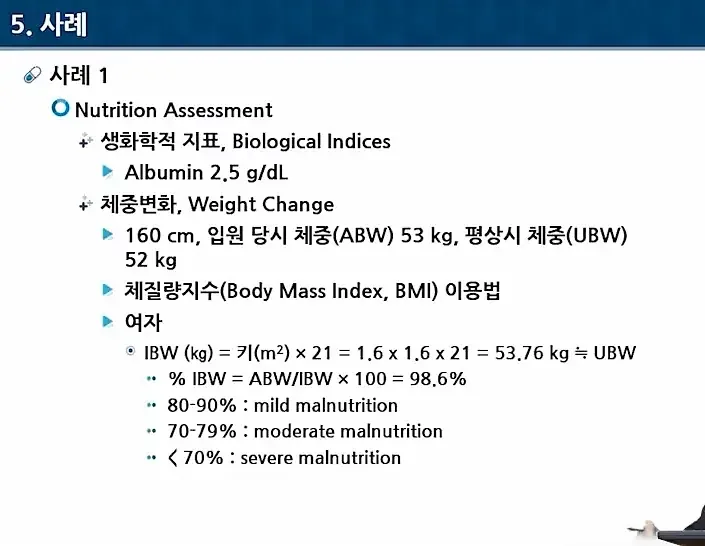 5. 사례
사례 1
Nutrition Assessment
생화학적 지표, Biological Indices
Albumin 2.5 g/dL
체중변화, Weight Change
160 cm, 입원 당시 체중(ABW) 53 kg, 평상시 체중(UBW)
52 kg
체질량지수(Body Mass Index, BMI) 이용법
여자
IBW (㎏) = 키(m²) × 21 = 1.6 x 1.6 x 21 = 53.76 kg ≒ UBW
% IBW = ABW/IBW × 100 = 98.6%
80-90% : mild malnutrition
70-79% : moderate malnutrition
< 70% : severe malnutrition